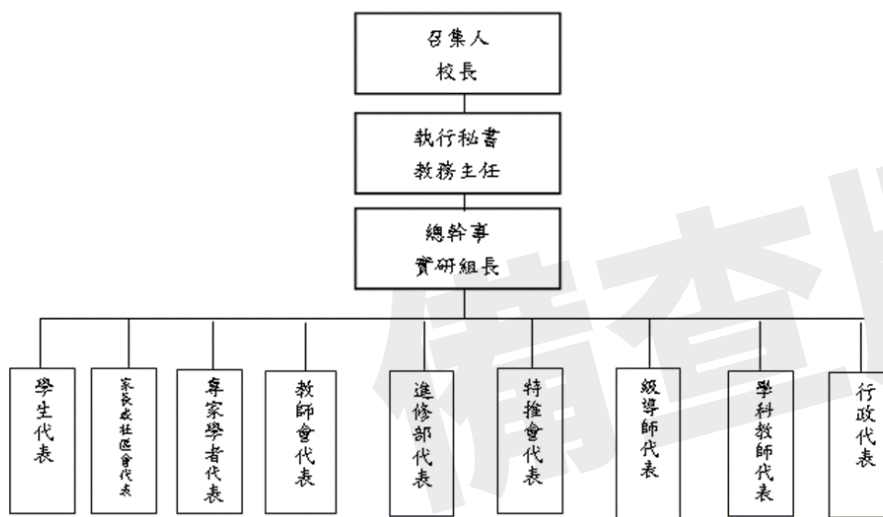 召集人
校長
執行秘書
教務主任
總幹事
實研組長
學生代表
家長或社區會代表
專家學者代表
教師會代表
進修部代表
特推會代表
級導師代表
學科教師代表
行政代表
備查